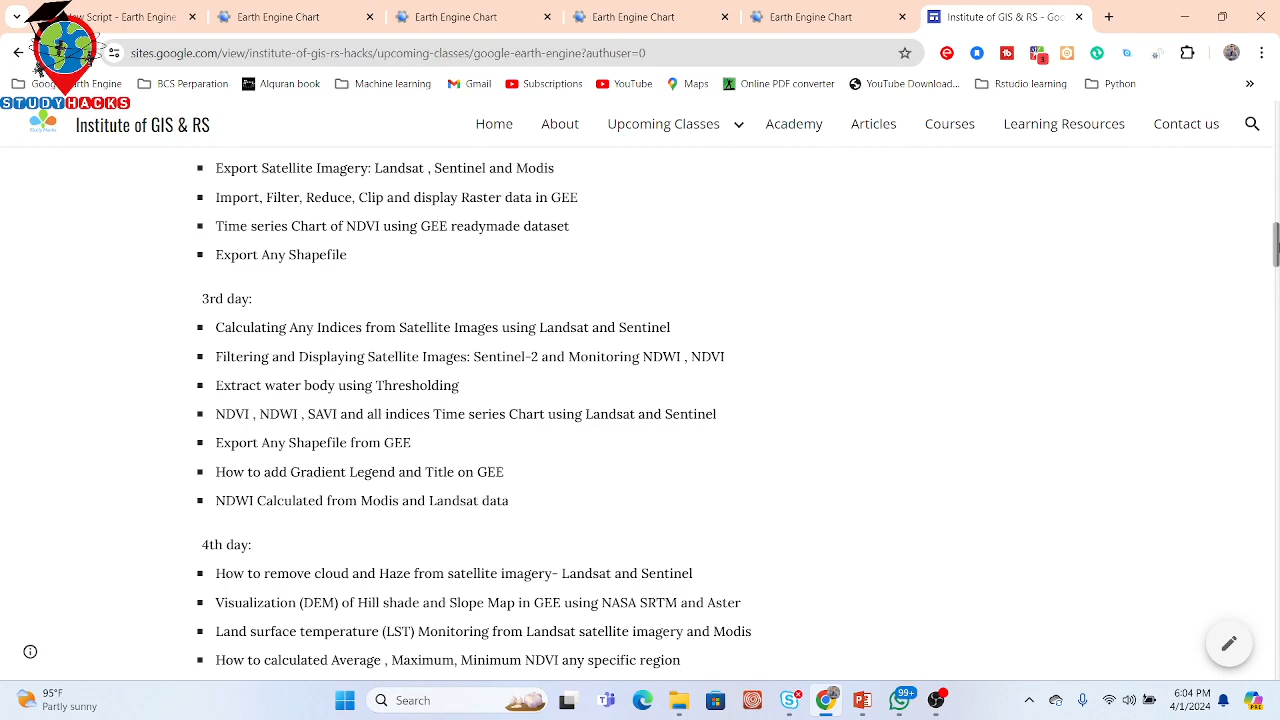 New Script - Earth Engine
Earth Engine Chart
Earth Engine Chart
Earth Engine Chart
Earth Engine Chart
Institute of GIS & RS - Goo
sites.google.com/view/institute-of-gis-rs-hacks/upcoming-classes/google-earth-engine?authuser=0
3
Google Earth Engine
BCS Preparation
Alquran book
Machine learning
Gmail
Subscriptions
YouTube
Maps
Online PDF converter
YouTube Download...
Rstudio learning
Python
STUDYHACKS
Institute of GIS & RS
Home
About
Upcoming Classes
Academy
Articles
Courses
Learning Resources
Contact us
Export Satellite Imagery: Landsat , Sentinel and Modis
Import, Filter, Reduce, Clip and display Raster data in GEE
Time series Chart of NDVI using GEE readymade dataset
Export Any Shapefile
3rd day:
Calculating Any Indices from Satellite Images using Landsat and Sentinel
Filtering and Displaying Satellite Images: Sentinel-2 and Monitoring NDWI , NDVI
Extract water body using Thresholding
NDVI , NDWI , SAVI and all indices Time series Chart using Landsat and Sentinel
Export Any Shapefile from GEE
How to add Gradient Legend and Title on GEE
NDWI Calculated from Modis and Landsat data
4th day:
How to remove cloud and Haze from satellite imagery- Landsat and Sentinel
Visualization (DEM) of Hill shade and Slope Map in GEE using NASA SRTM and Aster
Land surface temperature (LST) Monitoring from Landsat satellite imagery and Modis
How to calculated Average , Maximum, Minimum NDVI any specific region
95°F
Partly sunny
Search
99+
6:04 PM
4/1/2024